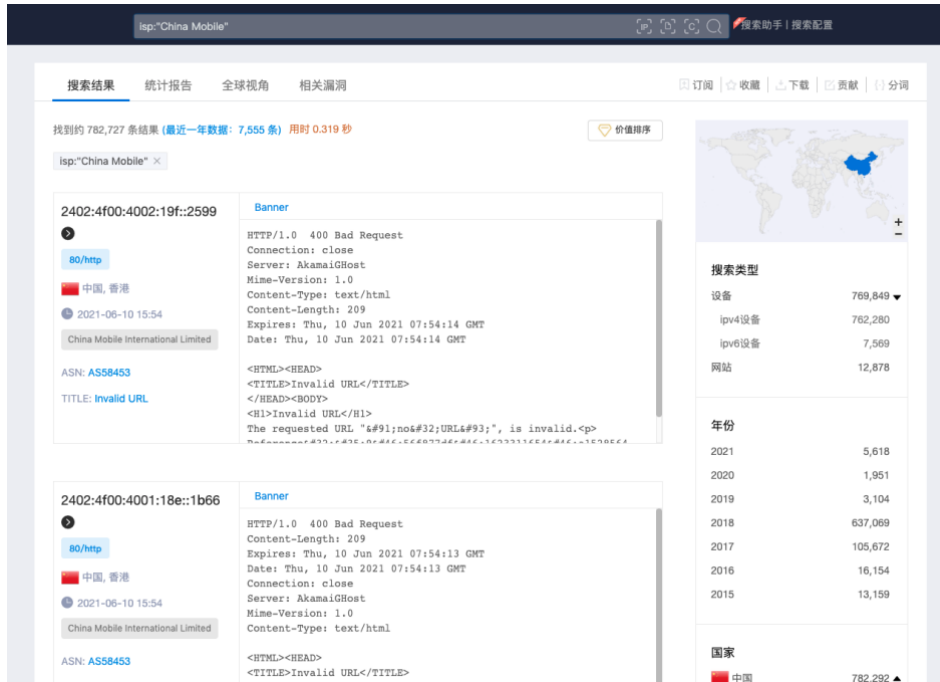 isp:"China Mobile"
搜索助手 | 搜索配置
搜索结果 统计报告 全球视角 相关漏洞
订阅 收藏 下载 贡献 分词
找到约 782,727 条结果 (最近一年数据: 7,555 条) 用时 0.319 秒
价值排序
isp:"China Mobile" ×
2402:4f00:4002:19f::2599
80/http
中国, 香港
2021-06-10 15:54
China Mobile International Limited
ASN: AS58453
TITLE: Invalid URL
Banner
HTTP/1.0 400 Bad Request
Connection: close
Server: AkamaiGHost
Mime-Version: 1.0
Content-Type: text/html
Content-Length: 209
Expires: Thu, 10 Jun 2021 07:54:14 GMT
Date: Thu, 10 Jun 2021 07:54:14 GMT
<HTML><HEAD>
<TITLE>Invalid URL</TITLE>
</HEAD><BODY>
<H1>Invalid URL</H1>
The requested URL "&#91;no&#32;URL&#93;", is invalid.<p>
2402:4f00:4001:18e::1b66
80/http
中国, 香港
2021-06-10 15:54
China Mobile International Limited
ASN: AS58453
Banner
HTTP/1.0 400 Bad Request
Content-Length: 209
Expires: Thu, 10 Jun 2021 07:54:13 GMT
Date: Thu, 10 Jun 2021 07:54:13 GMT
Connection: close
Server: AkamaiGHost
Mime-Version: 1.0
Content-Type: text/html
<HTML><HEAD>
<TITLE>Invalid URL</TITLE>
+
−
搜索类型
设备 769,849
ipv4设备 762,280
ipv6设备 7,569
网站 12,878
年份
2021 5,618
2020 1,951
2019 3,104
2018 637,069
2017 105,672
2016 16,154
2015 13,159
国家
中国 782,292